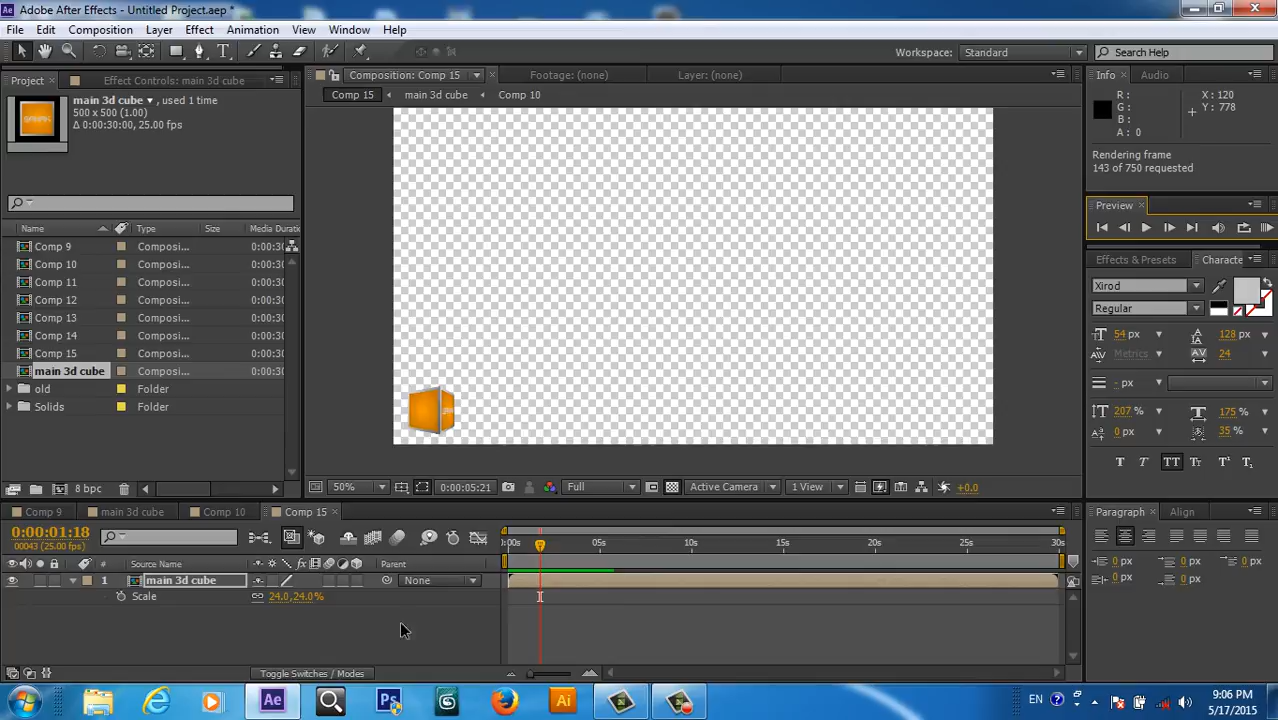 Adobe After Effects - Untitled Project.aep *
File Edit Composition Layer Effect Animation View Window Help
Workspace: Standard Search Help
Project Effect Controls: main 3d cube
main 3d cube , used 1 time
500 x 500 (1.00)
Δ 0:00:30:00, 25.00 fps
Name Type Size Media Duratio
Comp 9 Composi... 0:00:30
Comp 10 Composi... 0:00:30
Comp 11 Composi... 0:00:30
Comp 12 Composi... 0:00:30
Comp 13 Composi... 0:00:30
Comp 14 Composi... 0:00:30
Comp 15 Composi... 0:00:30
main 3d cube Composi... 0:00:30
old Folder
Solids Folder
8 bpc
Composition: Comp 15 Footage: (none) Layer: (none)
Comp 15 main 3d cube Comp 10
50% 0:00:05:21 Full Active Camera 1 View +0.0
Info Audio
R :
G :
B :
A : 0
X : 120
Y : 778
Rendering frame
143 of 750 requested
Preview
Effects & Presets Characte
Xirod
Regular
54 px 128 px
Metrics 24
- px
207 % 175 %
0 px 35 %
T T TT Tt T¹ T₁
Paragraph Align
0 px 0 px
0 px 0 px
0 px
Comp 9 main 3d cube Comp 10 Comp 15
0:00:01:18
00043 (25.00 fps)
# Source Name Parent
1 main 3d cube None
Scale 24.0,24.0%
:00s 05s 10s 15s 20s 25s 30s
Toggle Switches / Modes
Ae Ps Ai
EN
9:06 PM
5/17/2015